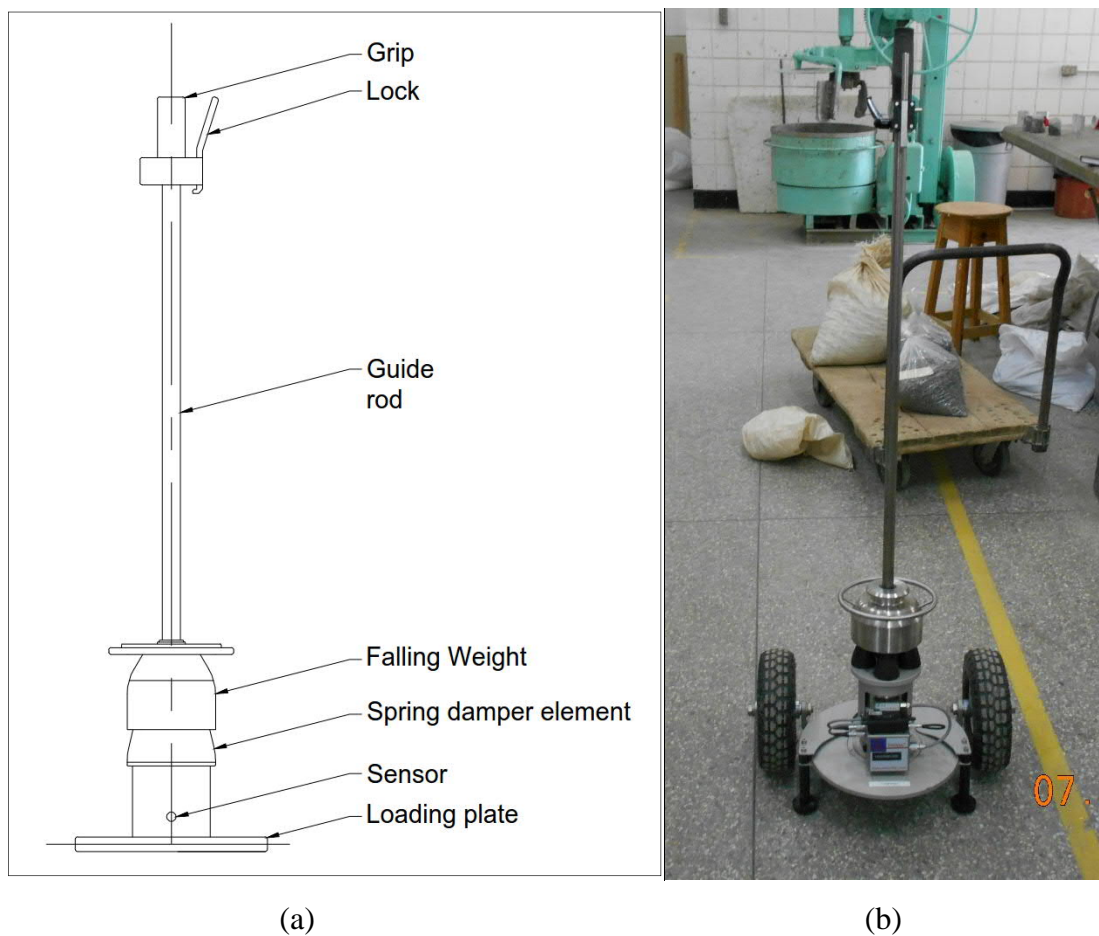 Grip
Lock
Guide
rod
Falling Weight
Spring damper element
Sensor
Loading plate
07.
(a)
(b)